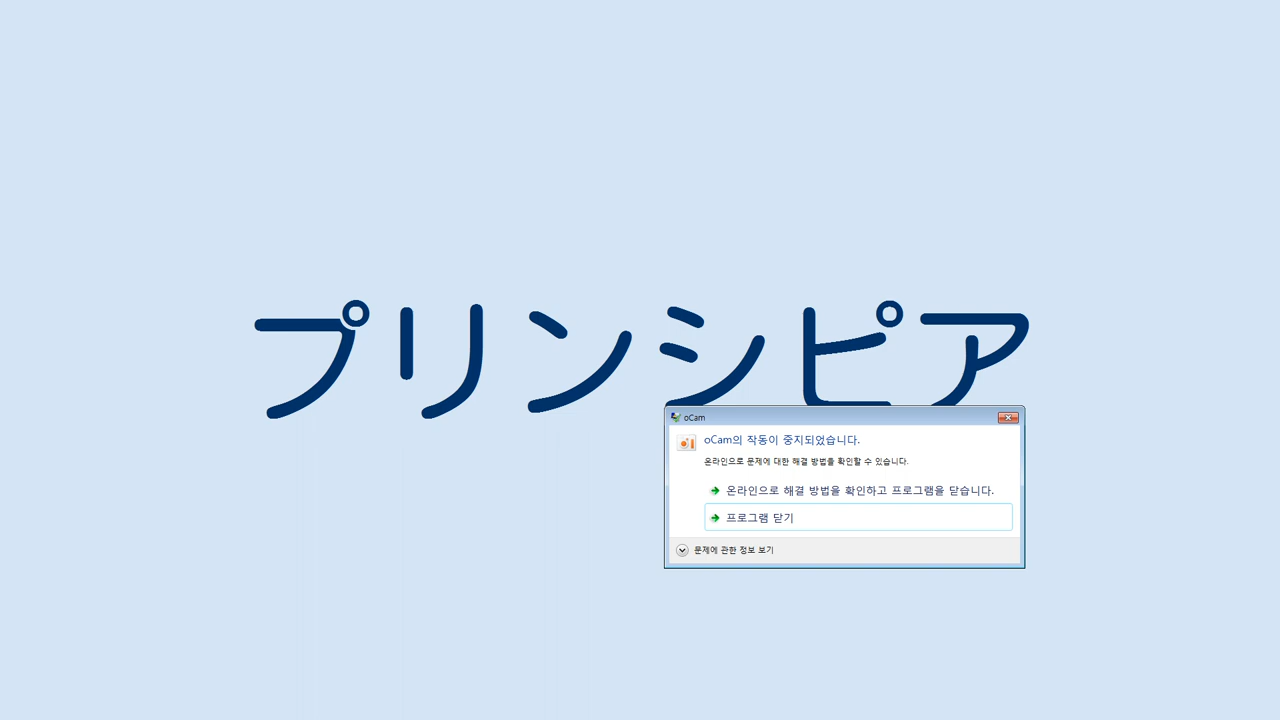 プリンシピア
oCam
oCam의 작동이 중지되었습니다.
온라인으로 문제에 대한 해결 방법을 확인할 수 있습니다.
온라인으로 해결 방법을 확인하고 프로그램을 닫습니다.
프로그램 닫기
문제에 관한 정보 보기